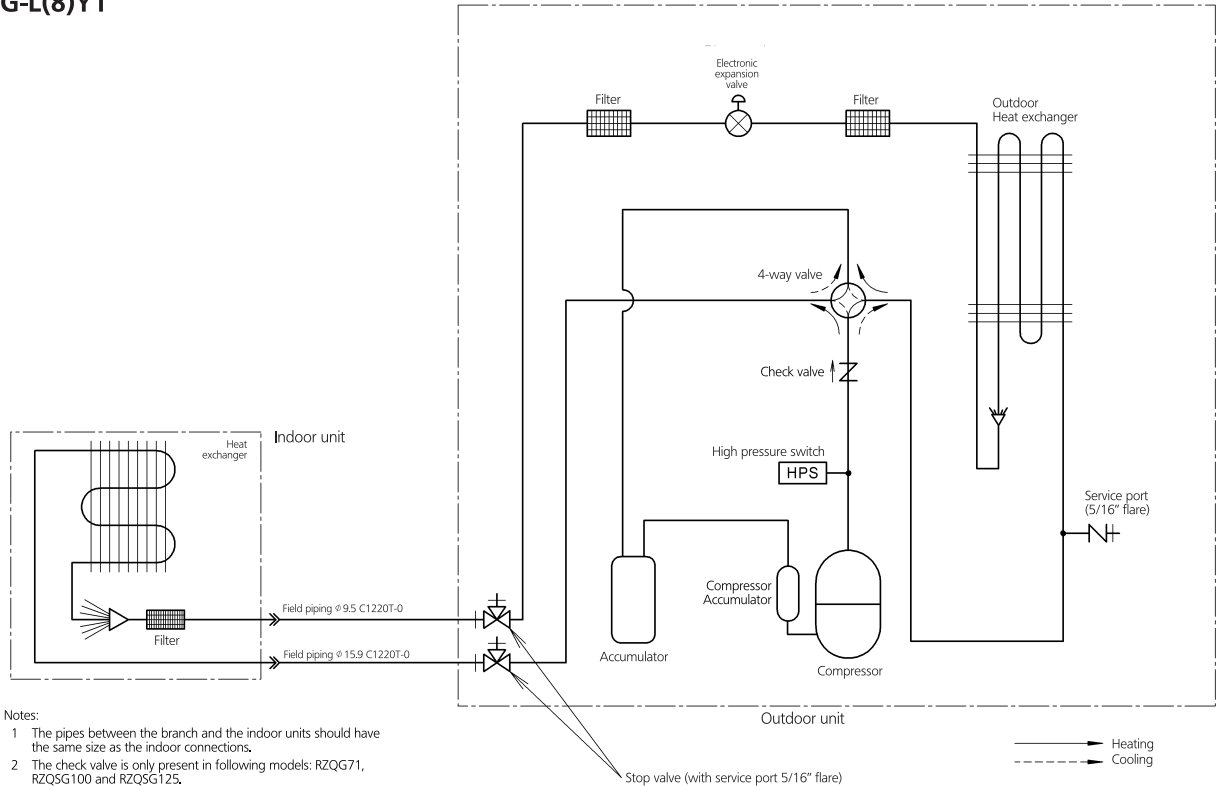 G-L(8)Y1
Electronic
expansion
valve
Filter
Filter
Outdoor
Heat exchanger
4-way valve
Check valve
High pressure switch
HPS
Service port
(5/16” flare)
Indoor unit
Heat
exchanger
Compressor
Accumulator
Field piping ø 9.5 C1220T-0
Filter
Field piping ø 15.9 C1220T-0
Accumulator
Compressor
Outdoor unit
Notes:
1 The pipes between the branch and the indoor units should have
the same size as the indoor connections.
2 The check valve is only present in following models: RZQG71,
RZQSG100 and RZQSG125.
Stop valve (with service port 5/16” flare)
Heating
Cooling